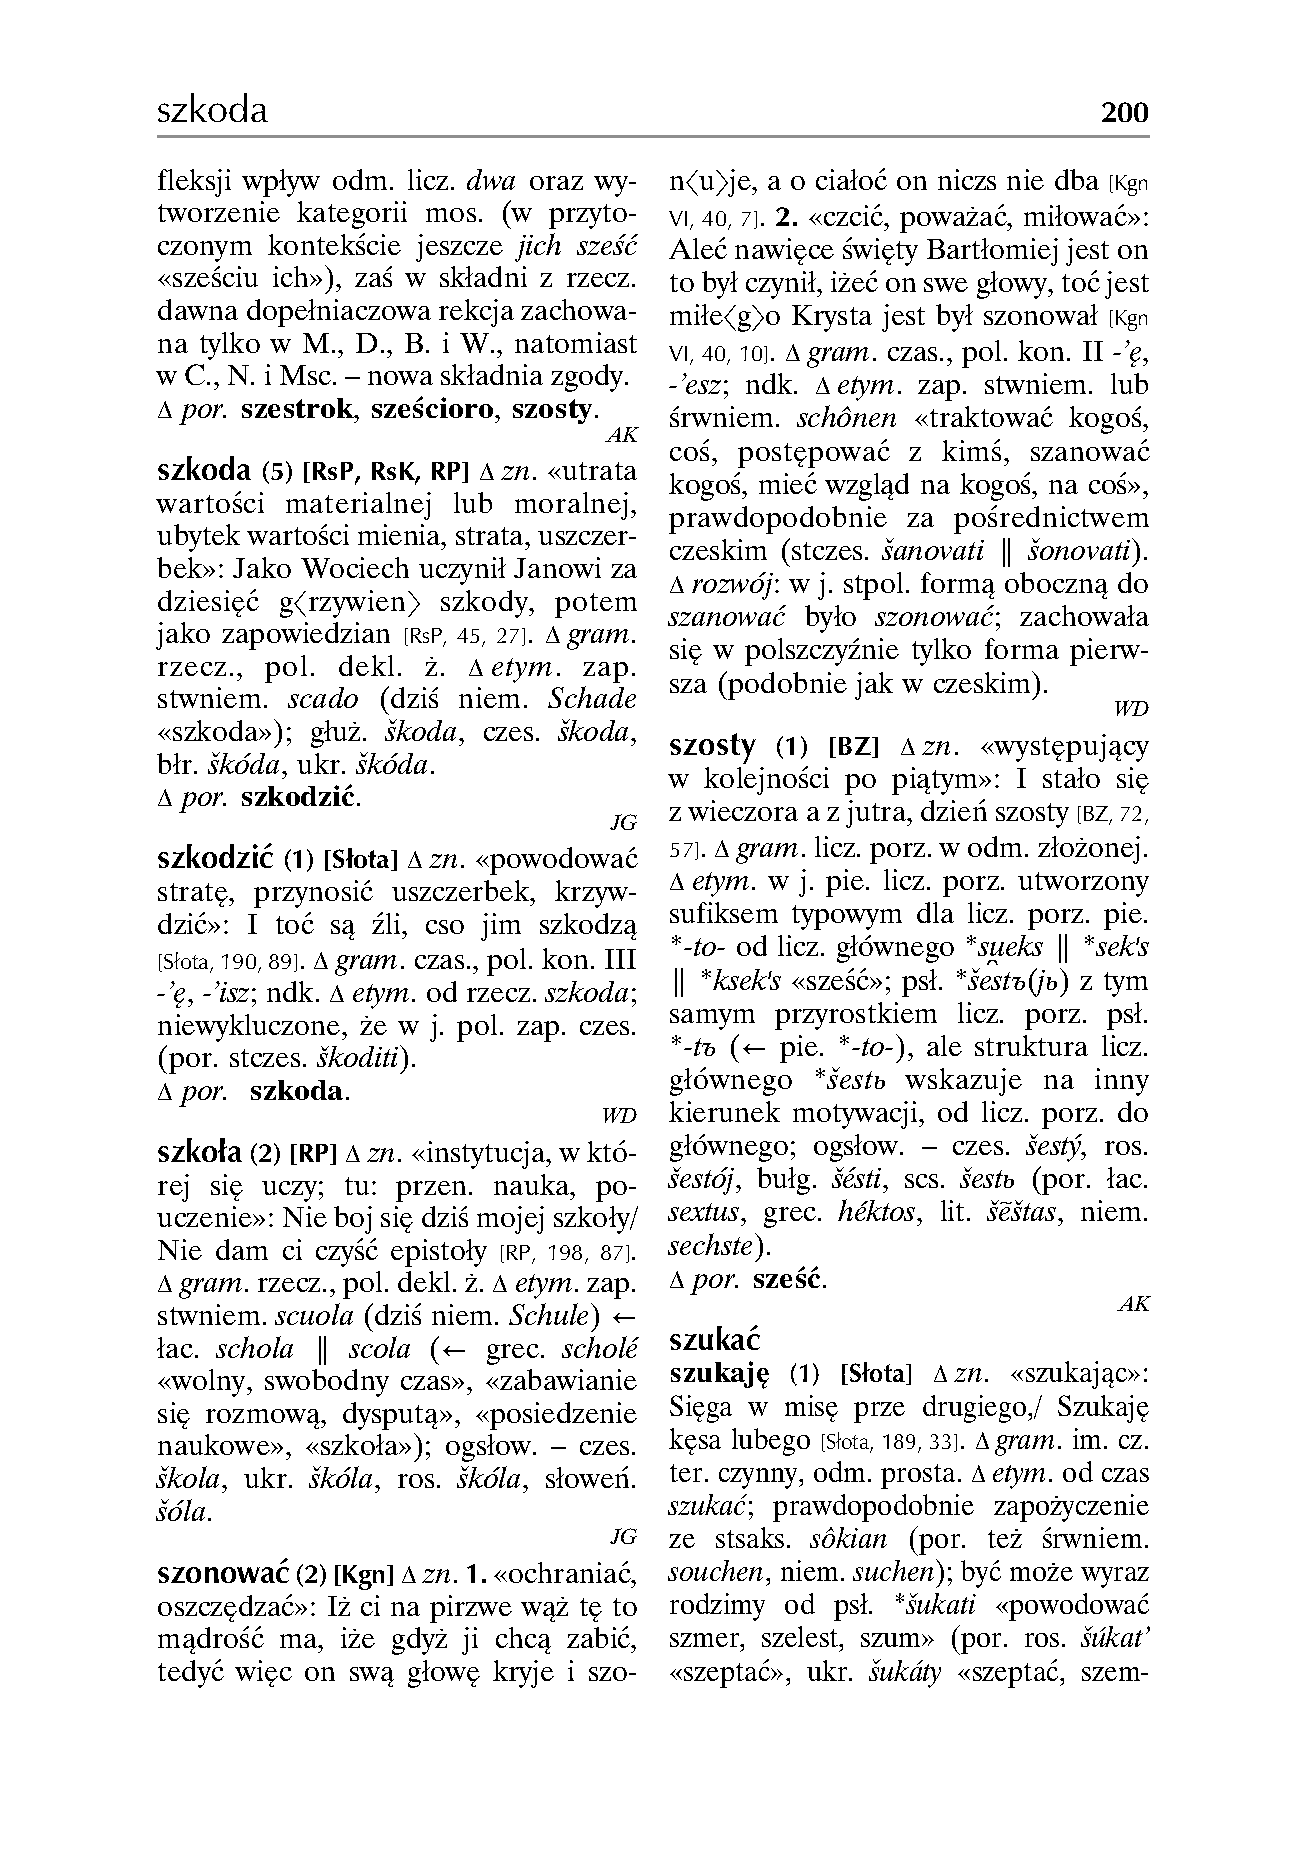 szkoda 200
fleksji wpływ odm. licz. dwa oraz wy-
tworzenie kategorii mos. (w przyto-
czonym kontekście jeszcze jich sześć
«sześciu ich»), zaś w składni z rzecz.
dawna dopełniaczowa rekcja zachowa-
na tylko w M., D., B. i W., natomiast
w C., N. i Msc. – nowa składnia zgody.
∆ por. szestrok, sześcioro, szosty.
AK
szkoda (5) [RsP, RsK, RP] ∆ zn. «utrata
wartości materialnej lub moralnej,
ubytek wartości mienia, strata, uszczer-
bek»: Jako Wociech uczynił Janowi za
dziesięć g〈rzywien〉 szkody, potem
jako zapowiedzian [RsP, 45, 27]. ∆ gram.
rzecz., pol. dekl. ż. ∆ etym. zap.
stwniem. scado (dziś niem. Schade
«szkoda»); głuż. škoda, czes. škoda,
błr. škóda, ukr. škóda.
∆ por. szkodzić.
JG
szkodzić (1) [Słota] ∆ zn. «powodować
stratę, przynosić uszczerbek, krzyw-
dzić»: I toć są źli, cso jim szkodzą
[Słota, 190, 89]. ∆ gram. czas., pol. kon. III
-’ę, -’isz; ndk. ∆ etym. od rzecz. szkoda;
niewykluczone, że w j. pol. zap. czes.
(por. stczes. škoditi).
∆ por. szkoda.
WD
szkoła (2) [RP] ∆ zn. «instytucja, w któ-
rej się uczy; tu: przen. nauka, po-
uczenie»: Nie boj się dziś mojej szkoły/
Nie dam ci czyść epistoły [RP, 198, 87].
∆ gram. rzecz., pol. dekl. ż. ∆ etym. zap.
stwniem. scuola (dziś niem. Schule) ←
łac. schola ‖ scola (← grec. scholé
«wolny, swobodny czas», «zabawianie
się rozmową, dysputą», «posiedzenie
naukowe», «szkoła»); ogsłow. – czes.
škola, ukr. škóla, ros. škóla, słoweń.
šóla.
JG
szonować (2) [Kgn] ∆ zn. 1. «ochraniać,
oszczędzać»: Iż ci na pirzwe wąż tę to
mądrość ma, iże gdyż ji chcą zabić,
tedyć więc on swą głowę kryje i szo-
n〈u〉je, a o ciałoć on niczs nie dba [Kgn
VI, 40, 7]. 2. «czcić, poważać, miłować»:
Aleć nawięce święty Bartłomiej jest on
to był czynił, iżeć on swe głowy, toć jest
miłe〈g〉o Krysta jest był szonował [Kgn
VI, 40, 10]. ∆ gram. czas., pol. kon. II -’ę,
-’esz; ndk. ∆ etym. zap. stwniem. lub
śrwniem. schônen «traktować kogoś,
coś, postępować z kimś, szanować
kogoś, mieć wzgląd na kogoś, na coś»,
prawdopodobnie za pośrednictwem
czeskim (stczes. šanovati ‖ šonovati).
∆ rozwój: w j. stpol. formą oboczną do
szanować było szonować; zachowała
się w polszczyźnie tylko forma pierw-
sza (podobnie jak w czeskim).
WD
szosty (1) [BZ] ∆ zn. «występujący
w kolejności po piątym»: I stało się
z wieczora a z jutra, dzień szosty [BZ, 72,
57]. ∆ gram. licz. porz. w odm. złożonej.
∆ etym. w j. pie. licz. porz. utworzony
sufiksem typowym dla licz. porz. pie.
*-to- od licz. głównego *su̯eks ‖ *sek's
‖ *ksek's «sześć»; psł. *šestъ(jь) z tym
samym przyrostkiem licz. porz. psł.
*-tъ (← pie. *-to-), ale struktura licz.
głównego *šestь wskazuje na inny
kierunek motywacji, od licz. porz. do
głównego; ogsłow. – czes. šestý, ros.
šestój, bułg. šésti, scs. šestь (por. łac.
sextus, grec. héktos, lit. šẽštas, niem.
sechste).
∆ por. sześć.
AK
szukać
szukaję (1) [Słota] ∆ zn. «szukając»:
Sięga w misę prze drugiego,/ Szukaję
kęsa lubego [Słota, 189, 33]. ∆ gram. im. cz.
ter. czynny, odm. prosta. ∆ etym. od czas
szukać; prawdopodobnie zapożyczenie
ze stsaks. sôkian (por. też śrwniem.
souchen, niem. suchen); być może wyraz
rodzimy od psł. *šukati «powodować
szmer, szelest, szum» (por. ros. šúkat’
«szeptać», ukr. šukáty «szeptać, szem-